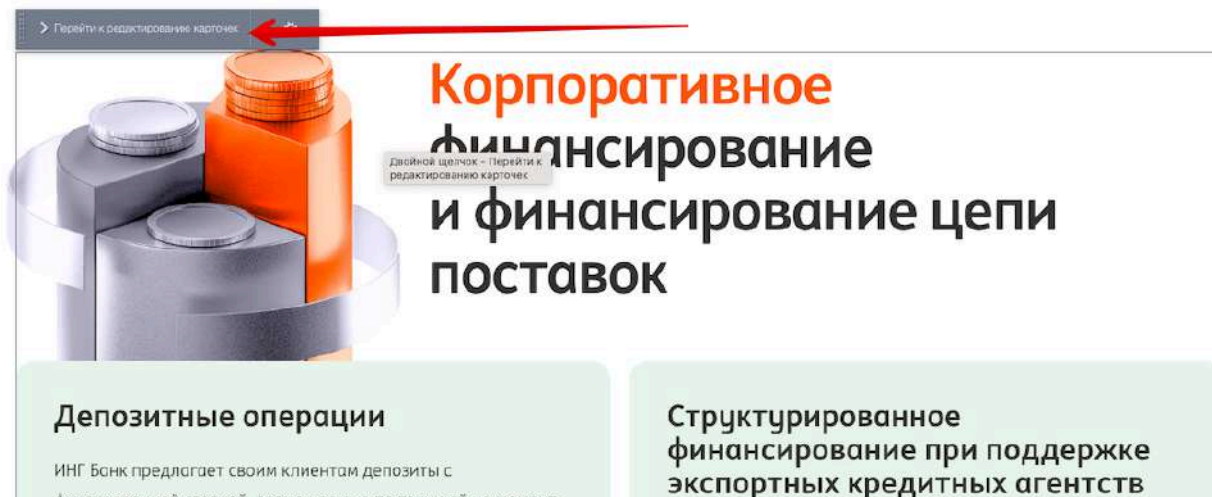 Перейти к редактированию карточек
Корпоративное
финансирование
Двойной щелчок – Перейти к
редактированию карточек
и финансирование цепи
поставок
Депозитные операции
ИНГ Банк предлагает своим клиентам депозиты с
Структурированное
финансирование при поддержке
экспортных кредитных агентств